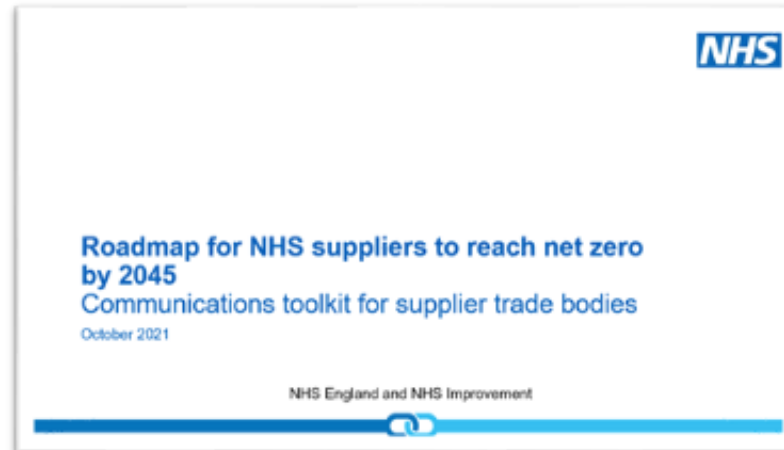 NHS
Roadmap for NHS suppliers to reach net zero
by 2045
Communications toolkit for supplier trade bodies
October 2021
NHS England and NHS Improvement